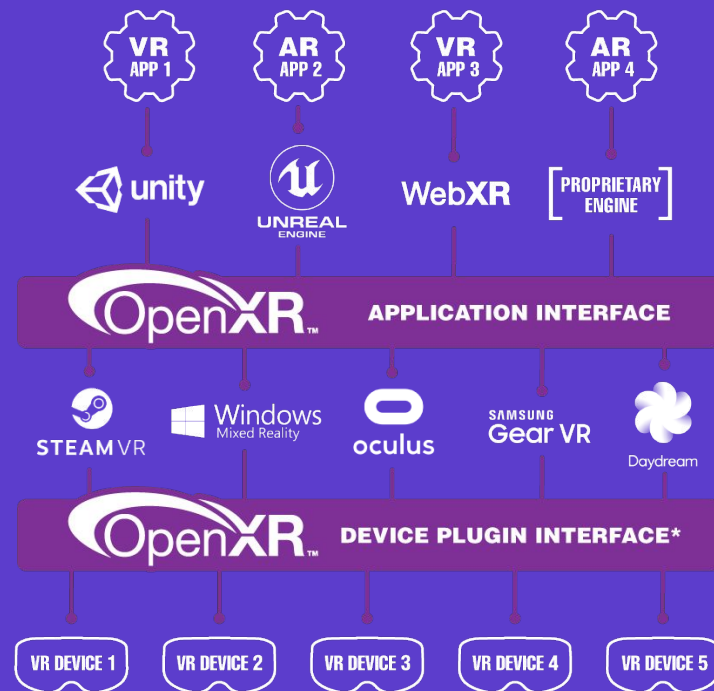 VR
APP 1
AR
APP 2
VR
APP 3
AR
APP 4
unity
UNREAL
ENGINE
WebXR
[PROPRIETARY
ENGINE]
OpenXR™ APPLICATION INTERFACE
STEAMVR
Windows
Mixed Reality
oculus
SAMSUNG
Gear VR
Daydream
OpenXR™ DEVICE PLUGIN INTERFACE*
VR DEVICE 1
VR DEVICE 2
VR DEVICE 3
VR DEVICE 4
VR DEVICE 5